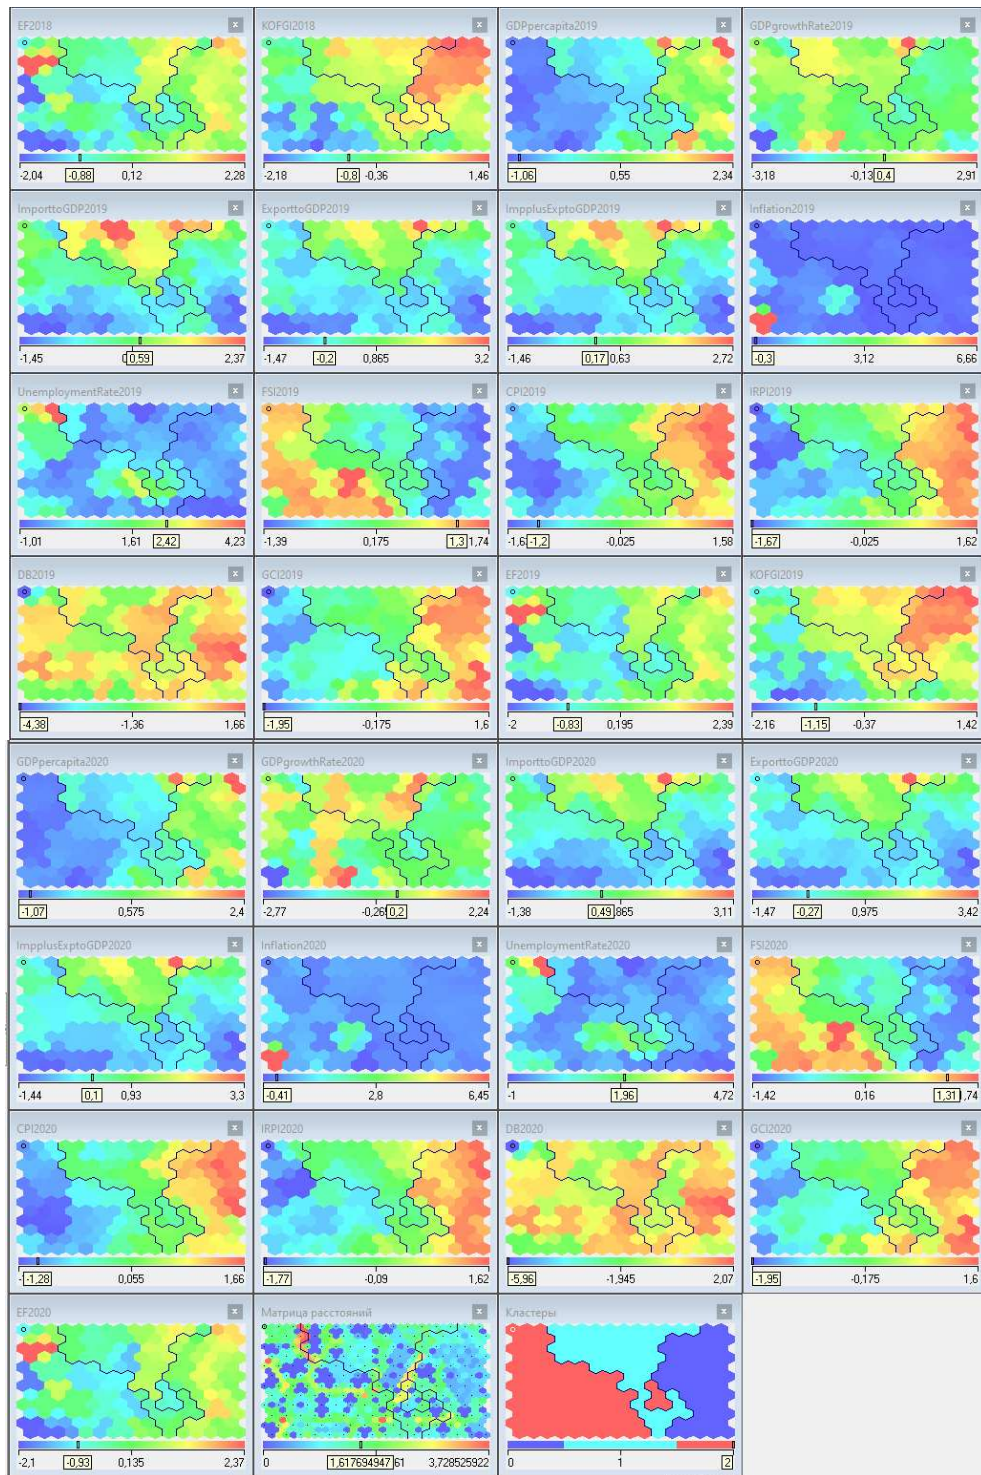 EF2018 KOFGI2018 GDPpercapita2019 GDPgrowthRate2019
-2,04 -0,88 0,12 2,28 -2,18 -0,8 -0,36 1,46 -1,06 0,55 2,34 -3,18 -0,13 0,4 2,91
ImporttoGDP2019 ExporttoGDP2019 ImpplusExptoGDP2019 Inflation2019
-1,45 0,59 2,37 -1,47 -0,2 0,865 3,2 -1,46 0,17 0,63 2,72 -0,3 3,12 6,66
UnemploymentRate2019 FSI2019 CPI2019 IRPI2019
-1,01 1,61 2,42 4,23 -1,39 0,175 1,3 1,74 -1,2 -0,025 1,58 -1,67 -0,025 1,62
DB2019 GCI2019 EF2019 KOFGI2019
-4,38 -1,36 1,66 -1,95 -0,175 1,6 -2 -0,83 0,195 2,39 -2,16 -1,15 -0,37 1,42
GDPpercapita2020 GDPgrowthRate2020 ImporttoGDP2020 ExporttoGDP2020
-1,07 0,575 2,4 -2,77 0,2 2,24 -1,38 0,49 865 3,11 -1,47 -0,27 0,975 3,42
ImpplusExptoGDP2020 Inflation2020 UnemploymentRate2020 FSI2020
-1,44 0,1 0,93 3,3 -0,41 2,8 6,45 -1 1,96 4,72 -1,42 0,16 1,31 ,74
CPI2020 IRPI2020 DB2020 GCI2020
-1,28 0,055 1,66 -1,77 -0,09 1,62 -5,96 -1,945 2,07 -1,95 -0,175 1,6
EF2020 Матрица расстояний Кластеры
-2,1 -0,93 0,135 2,37 0 1,617694947 61 3,728525922 0 1 2